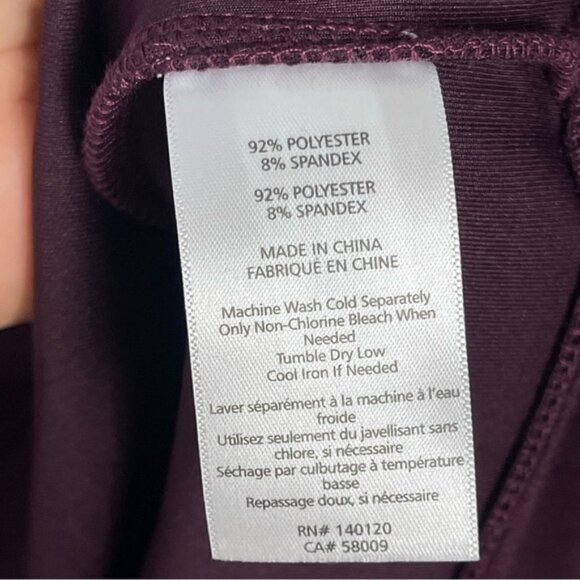 92% POLYESTER
8% SPANDEX
92% POLYESTER
8% SPANDEX
MADE IN CHINA
FABRIQUÉ EN CHINE
Machine Wash Cold Separately
Only Non-Chlorine Bleach When
Needed
Tumble Dry Low
Cool Iron If Needed
Laver séparément à la machine à l'eau
froide
Utilisez seulement du javellisant sans
chlore, si nécessaire
Séchage par culbutage à température
basse
Repassage doux, si nécessaire
RN# 140120
CA# 58009